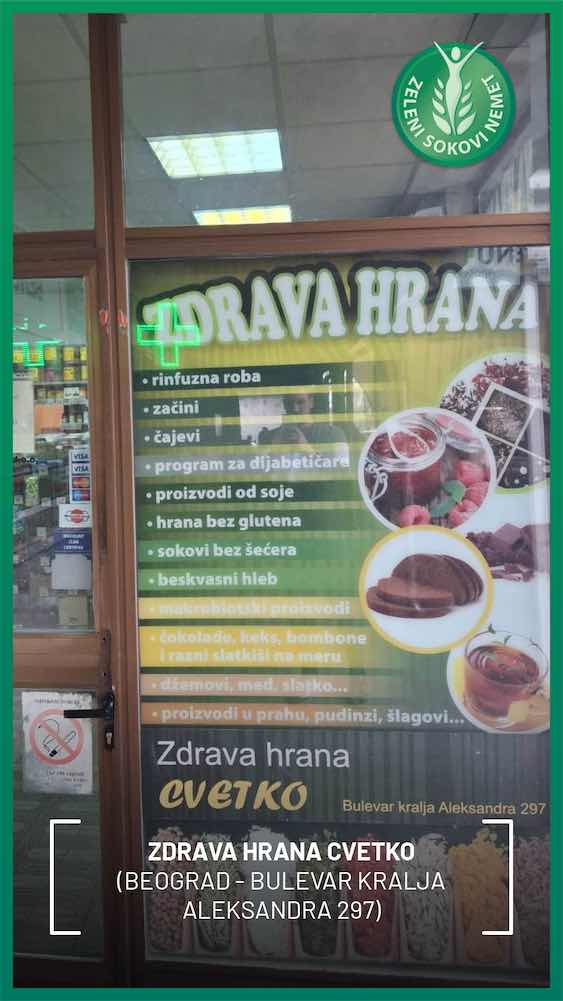 ZELENI SOKOVI NEMET
ZDRAVA HRANA
• rinfuzna roba
• začini
• čajevi
• program za dijabetičare
• proizvodi od soje
• hrana bez glutena
• sokovi bez šećera
• beskvasni hleb
• makrobiotski proizvodi
• čokolade, keks, bombone
i razni slatkiši na meru
• džemovi, med, slatko...
• proizvodi u prahu, pudinzi, šlagovi...
VISA
VISA
Zdrava hrana
CVETKO
Bulevar kralja Aleksandra 297
ZDRAVA HRANA CVETKO
(BEOGRAD - BULEVAR KRALJA
ALEKSANDRA 297)